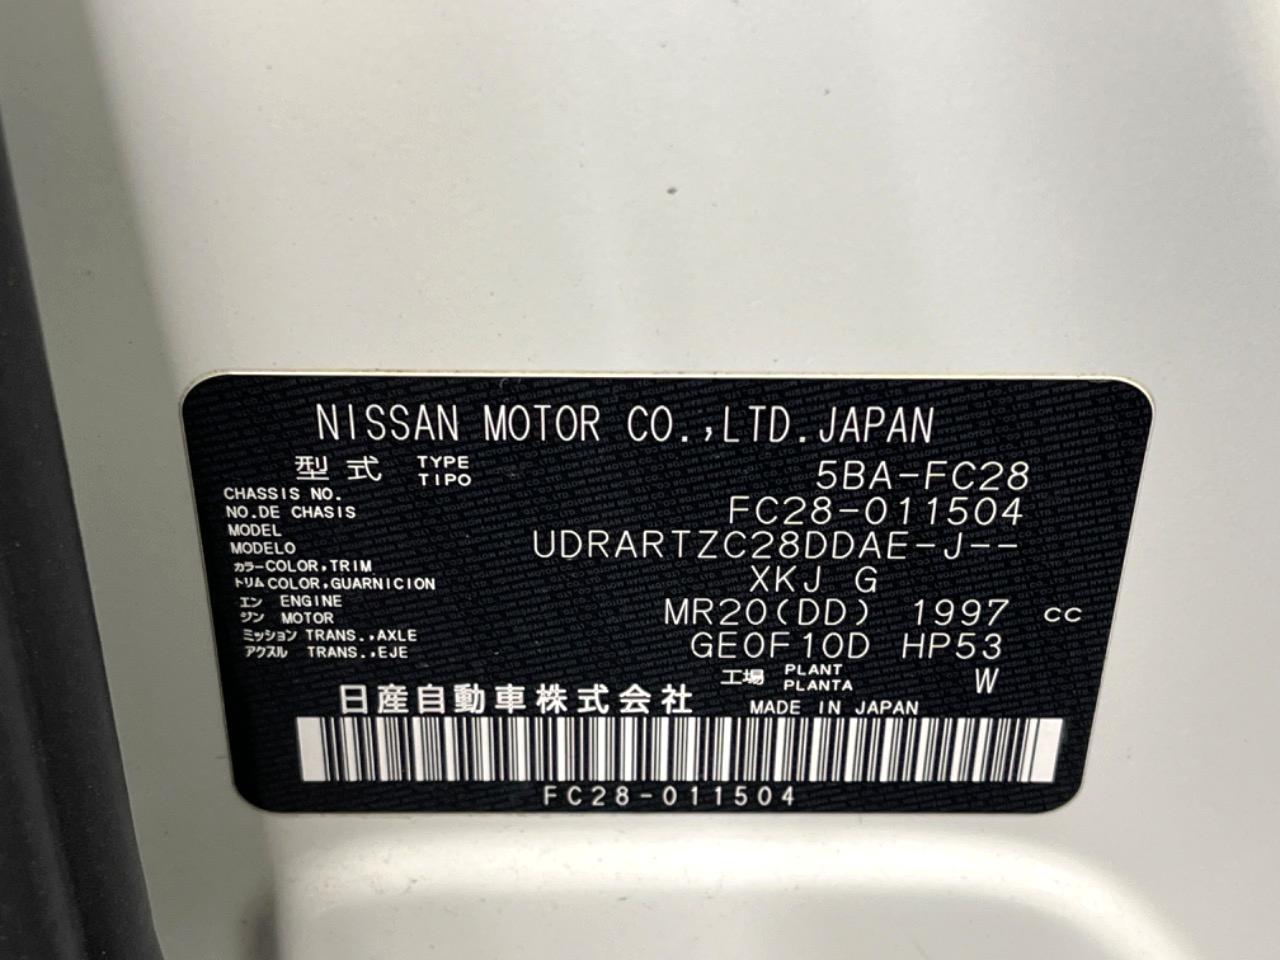 NISSAN MOTOR CO.,LTD.JAPAN
型式 TYPE TIPO 5BA-FC28
CHASSIS NO. NO.DE CHASIS FC28-011504
MODEL MODELO UDRARTZC28DDAE-J--
カラー COLOR,TRIM トリム COLOR,GUARNICION XKJ G
エンジン ENGINE MOTOR MR20(DD) 1997 cc
ミッション TRANS.,AXLE アクスル TRANS.,EJE GE0F10D HP53
工場 PLANT PLANTA W
日産自動車株式会社 MADE IN JAPAN
FC28-011504